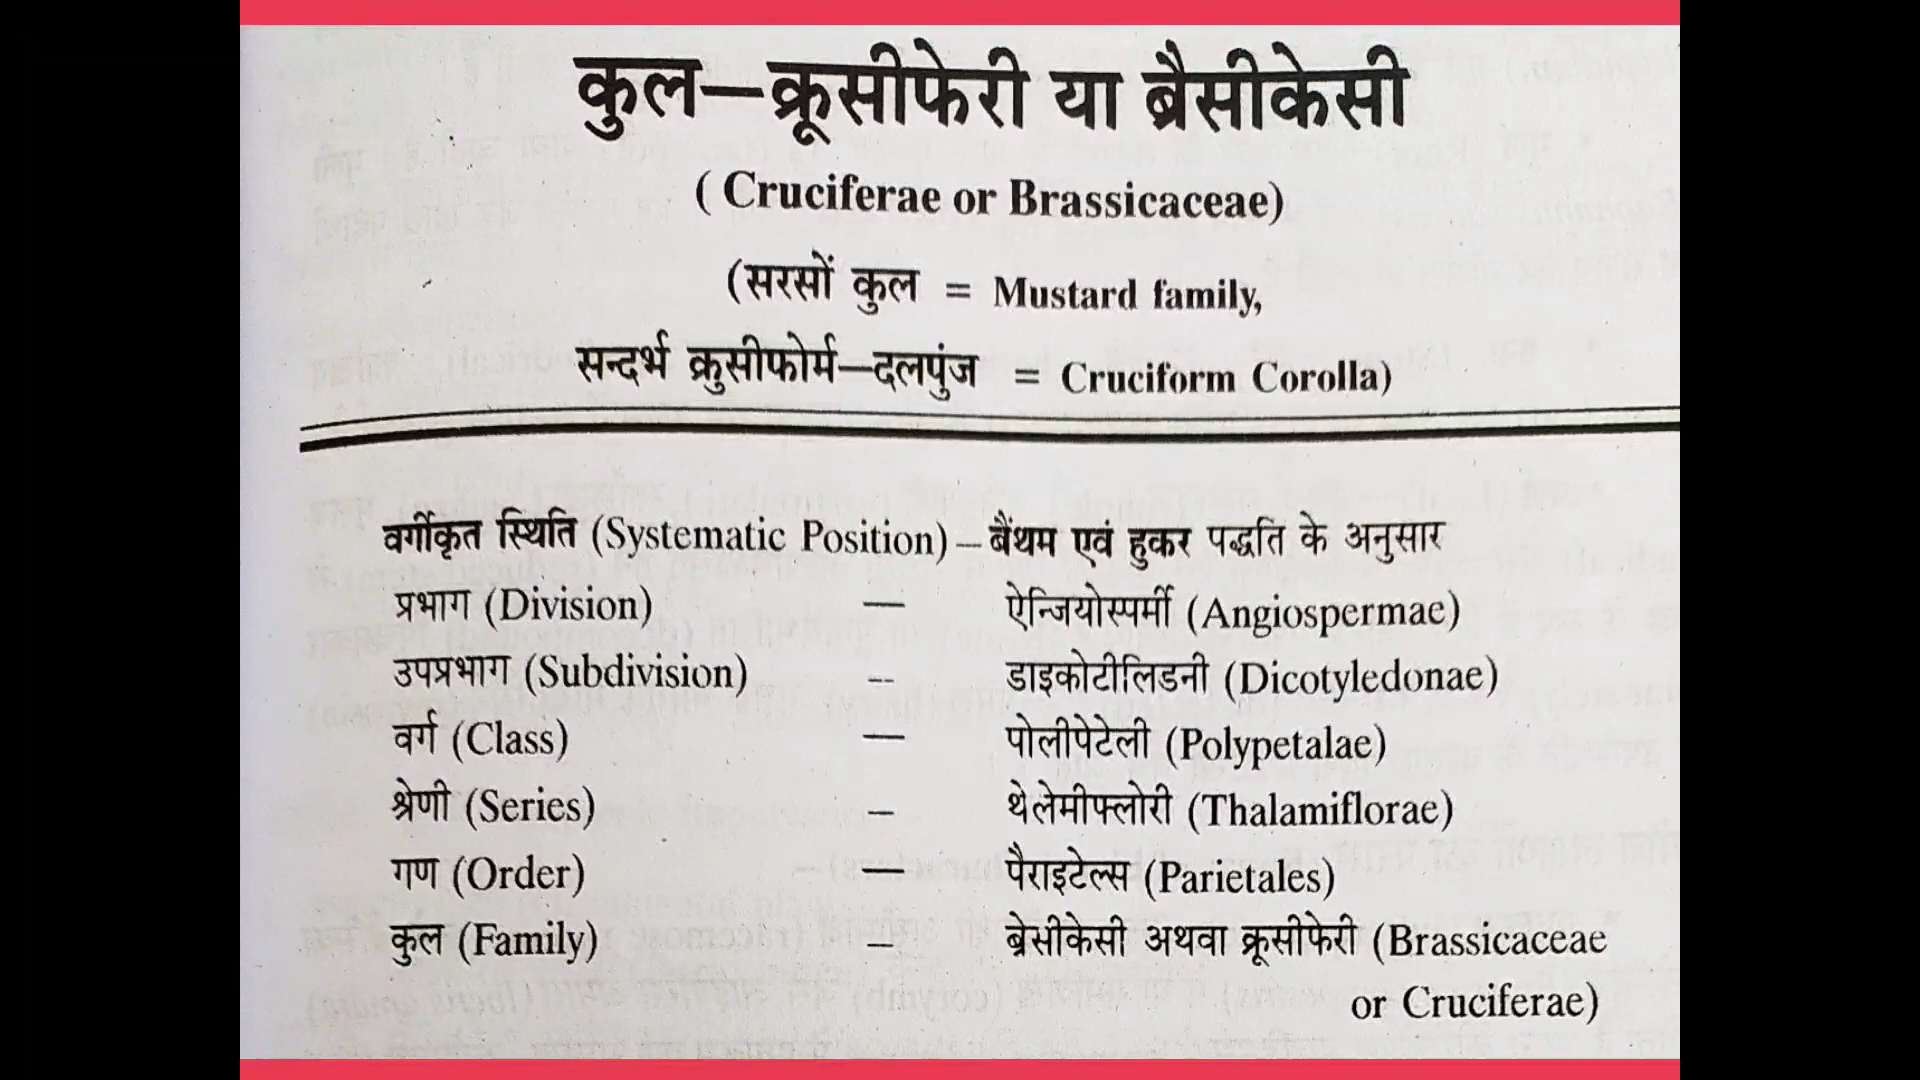 कुल—क्रूसीफेरी या ब्रैसीकेसी
( Cruciferae or Brassicaceae)
(सरसों कुल = Mustard family,
सन्दर्भ क्रुसीफोर्म—दलपुंज = Cruciform Corolla)
वर्गीकृत स्थिति (Systematic Position) – बैंथम एवं हुकर पद्धति के अनुसार
प्रभाग (Division) — ऐन्जियोस्पर्मी (Angiospermae)
उपप्रभाग (Subdivision) -- डाइकोटीलिडनी (Dicotyledonae)
वर्ग (Class) — पोलीपेटेली (Polypetalae)
श्रेणी (Series) – थेलेमीफ्लोरी (Thalamiflorae)
गण (Order) — पैराइटेल्स (Parietales)
कुल (Family) – ब्रेसीकेसी अथवा क्रूसीफेरी (Brassicaceae
or Cruciferae)